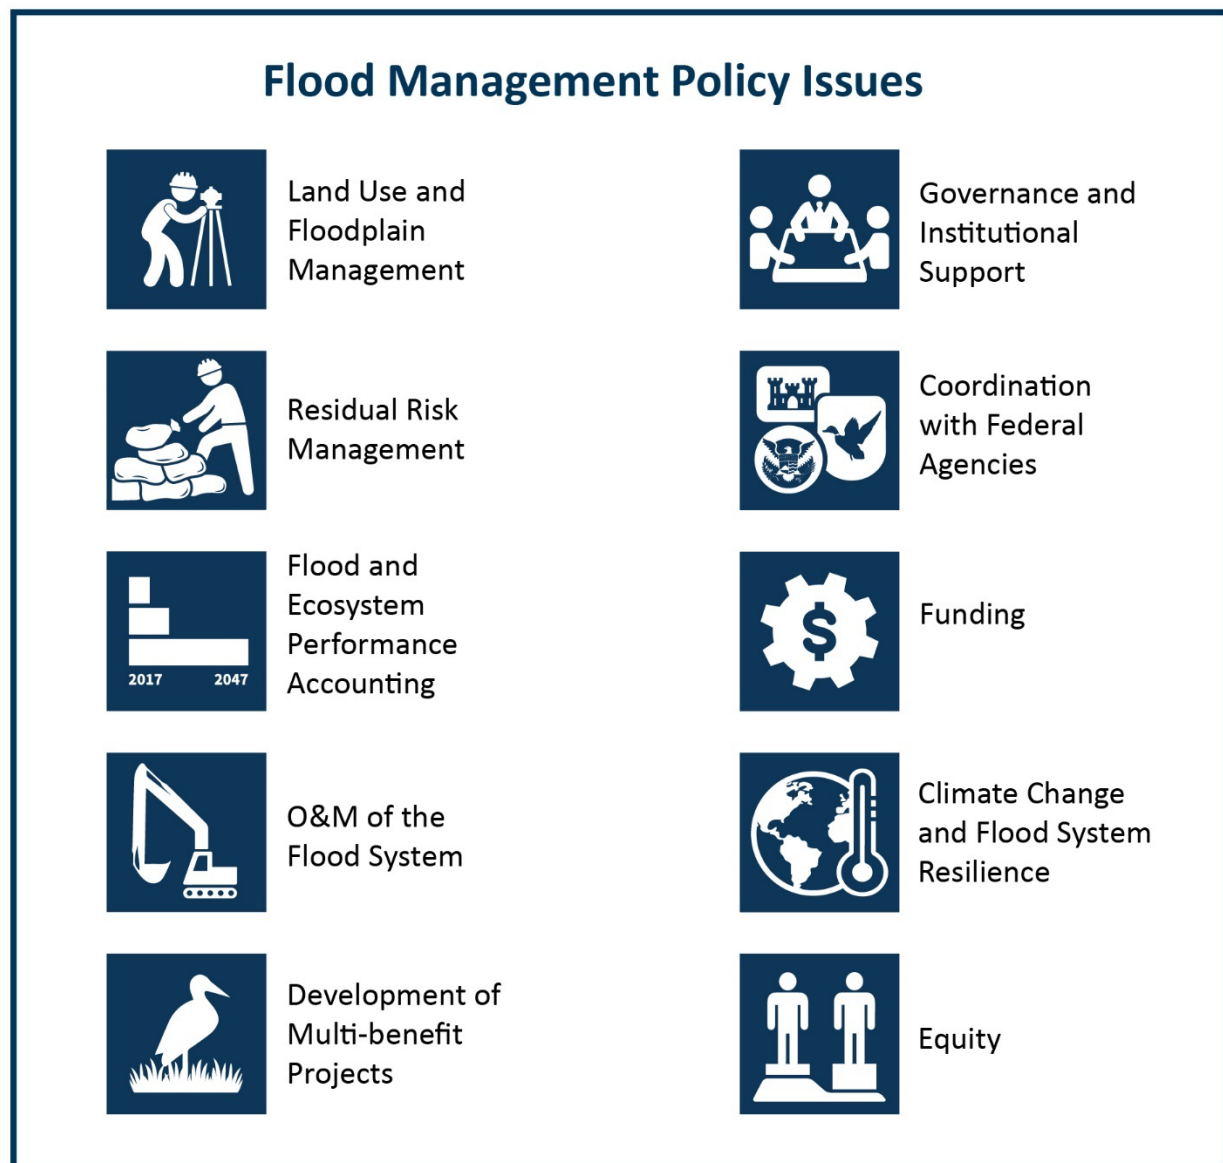 Flood Management Policy Issues
Land Use and
Floodplain
Management
Residual Risk
Management
Flood and
Ecosystem
Performance
Accounting
2017 2047
O&M of the
Flood System
Development of
Multi-benefit
Projects
Governance and
Institutional
Support
Coordination
with Federal
Agencies
$
Funding
Climate Change
and Flood System
Resilience
Equity